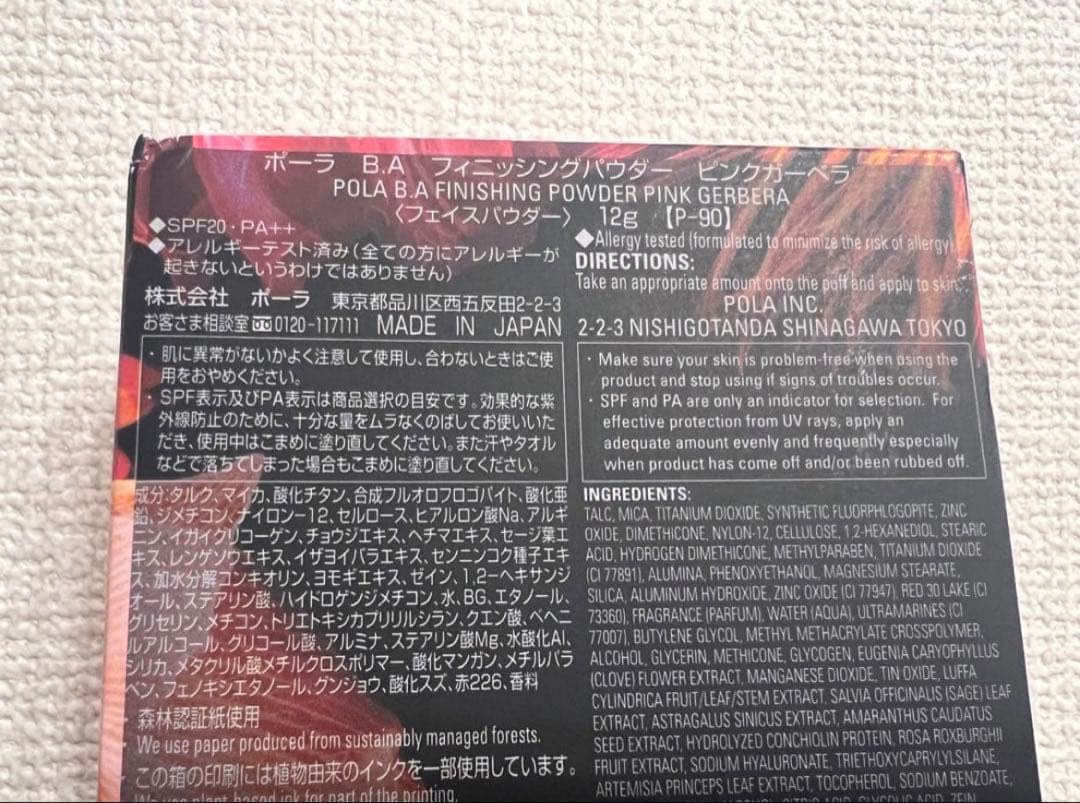 ポーラ B.A フィニッシングパウダー ピンクガーベラ
POLA B.A FINISHING POWDER PINK GERBERA
〈フェイスパウダー〉 12g 【P-90】
◆SPF20・PA++
◆アレルギーテスト済み(全ての方にアレルギーが
起きないというわけではありません)
株式会社 ポーラ 東京都品川区西五反田2-2-3
お客さま相談室 0120-117111 MADE IN JAPAN
・肌に異常がないかよく注意して使用し、合わないときはご使
用をおやめください。
・SPF表示及びPA表示は商品選択の目安です。効果的な紫
外線防止のために、十分な量をムラなくのばしてお使いいた
だき、使用中はこまめに塗り直してください。また汗やタオル
などで落ちてしまった場合もこまめに塗り直してください。
成分:タルク、マイカ、酸化チタン、合成フルオロフロゴパイト、酸化亜
鉛、ジメチコン、ナイロン-12、セルロース、ヒアルロン酸Na、アルギ
ニン、イガイグリコーゲン、チョウジエキス、ヘチマエキス、セージ葉エ
キス、レンゲソウエキス、イザヨイバラエキス、センニンコク種子エキ
ス、加水分解コンキオリン、ヨモギエキス、ゼイン、1,2-ヘキサンジ
オール、ステアリン酸、ハイドロゲンジメチコン、水、BG、エタノール、
グリセリン、メチコン、トリエトキシカプリリルシラン、クエン酸、ベヘニ
ルアルコール、グリコール酸、アルミナ、ステアリン酸Mg、水酸化Al、
シリカ、メタクリル酸メチルクロスポリマー、酸化マンガン、メチルパラ
ベン、フェノキシエタノール、グンジョウ、酸化スズ、赤226、香料
・森林認証紙使用
We use paper produced from sustainably managed forests.
・この箱の印刷には植物由来のインクを一部使用しています。
We use plant-based ink for part of the printing.
◆Allergy tested (formulated to minimize the risk of allergy)
DIRECTIONS:
Take an appropriate amount onto the puff and apply to skin.
POLA INC.
2-2-3 NISHIGOTANDA SHINAGAWA TOKYO
・Make sure your skin is problem-free when using the
product and stop using if signs of troubles occur.
・SPF and PA are only an indicator for selection. For
effective protection from UV rays, apply an
adequate amount evenly and frequently especially
when product has come off and/or been rubbed off.
INGREDIENTS:
TALC, MICA, TITANIUM DIOXIDE, SYNTHETIC FLUORPHLOGOPITE, ZINC
OXIDE, DIMETHICONE, NYLON-12, CELLULOSE, 1,2-HEXANEDIOL, STEARIC
ACID, HYDROGEN DIMETHICONE, METHYLPARABEN, TITANIUM DIOXIDE
(CI 77891), ALUMINA, PHENOXYETHANOL, MAGNESIUM STEARATE,
SILICA, ALUMINUM HYDROXIDE, ZINC OXIDE (CI 77947), RED 30 LAKE (CI
73360), FRAGRANCE (PARFUM), WATER (AQUA), ULTRAMARINES (CI
77007), BUTYLENE GLYCOL, METHYL METHACRYLATE CROSSPOLYMER,
ALCOHOL, GLYCERIN, METHICONE, GLYCOGEN, EUGENIA CARYOPHYLLUS
(CLOVE) FLOWER EXTRACT, MANGANESE DIOXIDE, TIN OXIDE, LUFFA
CYLINDRICA FRUIT/LEAF/STEM EXTRACT, SALVIA OFFICINALIS (SAGE) LEAF
EXTRACT, ASTRAGALUS SINICUS EXTRACT, AMARANTHUS CAUDATUS
SEED EXTRACT, HYDROLYZED CONCHIOLIN PROTEIN, ROSA ROXBURGHII
FRUIT EXTRACT, SODIUM HYALURONATE, TRIETHOXYCAPRYLYLSILANE,
ARTEMISIA PRINCEPS LEAF EXTRACT, TOCOPHEROL, SODIUM BENZOATE,
ALCOHOL, CITRIC ACID, GLYCOLIC ACID, ZEIN